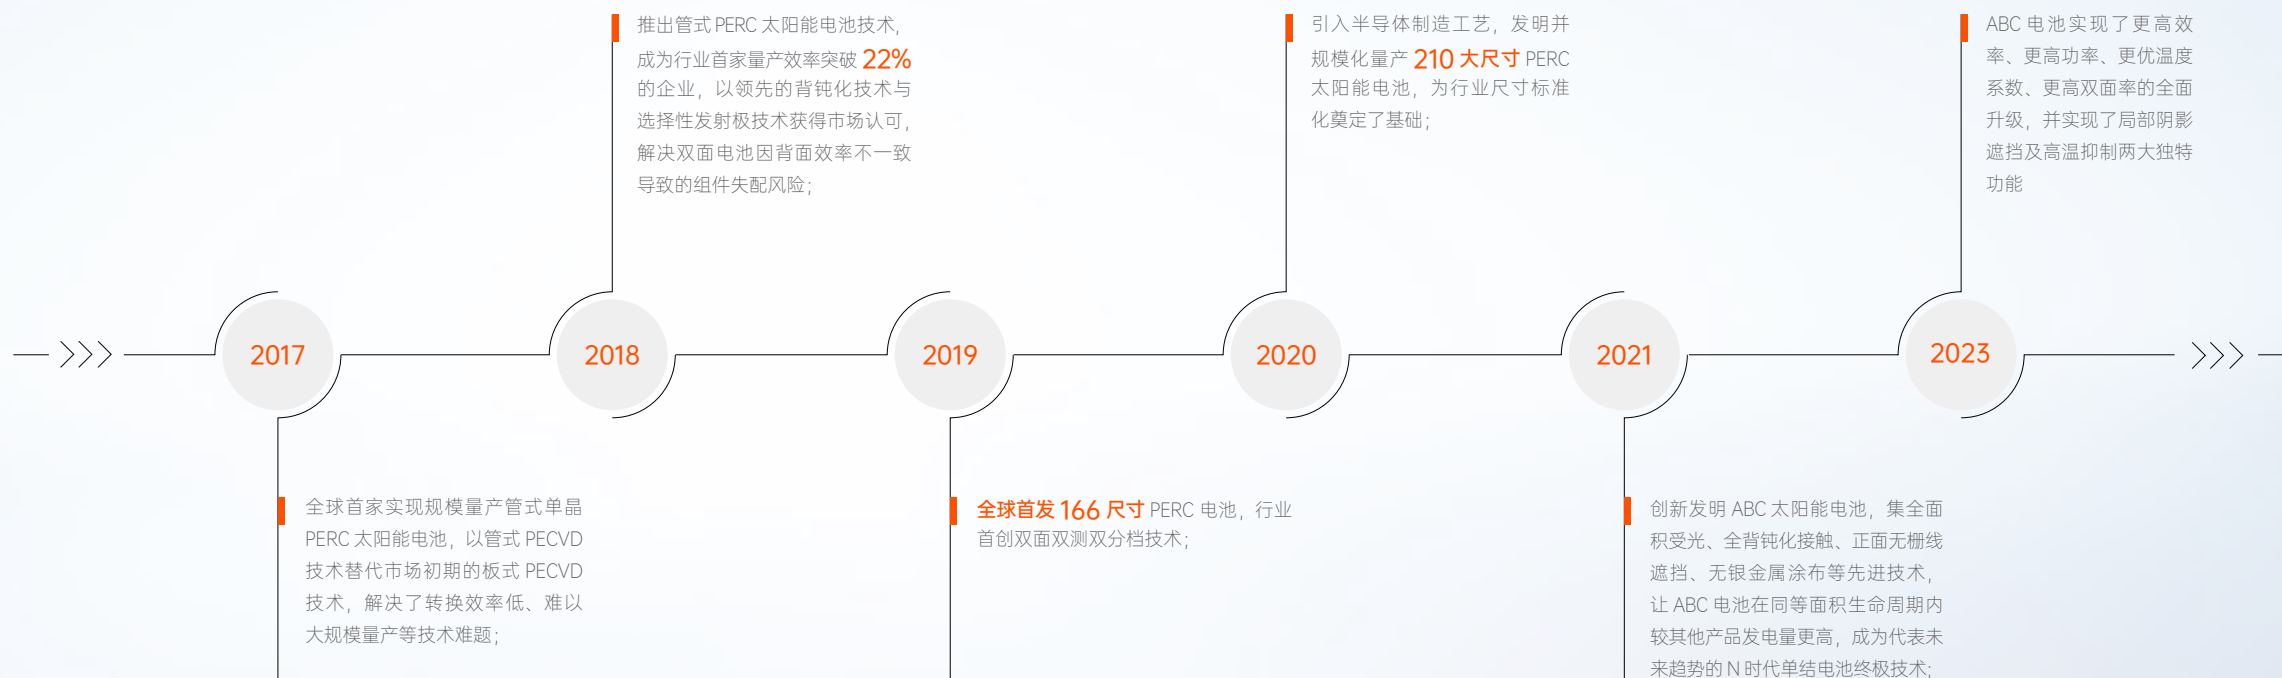 推出管式 PERC 太阳能电池技术,
成为行业首家量产效率突破 22%
的企业，以领先的背钝化技术与
选择性发射极技术获得市场认可,
解决双面电池因背面效率不一致
导致的组件失配风险;
引入半导体制造工艺，发明并
规模化量产 210 大尺寸 PERC
太阳能电池，为行业尺寸标准
化奠定了基础;
ABC 电池实现了更高效
率、更高功率、更优温度
系数、更高双面率的全面
升级，并实现了局部阴影
遮挡及高温抑制两大独特
功能
2017
2018
2019
2020
2021
2023
全球首家实现规模量产管式单晶
PERC 太阳能电池，以管式 PECVD
技术替代市场初期的板式 PECVD
技术，解决了转换效率低、难以
大规模量产等技术难题;
全球首发 166 尺寸 PERC 电池，行业
首创双面双测双分档技术;
创新发明 ABC 太阳能电池，集全面
积受光、全背钝化接触、正面无栅线
遮挡、无银金属涂布等先进技术,
让 ABC 电池在同等面积生命周期内
较其他产品发电量更高，成为代表未
来趋势的 N 时代单结电池终极技术;